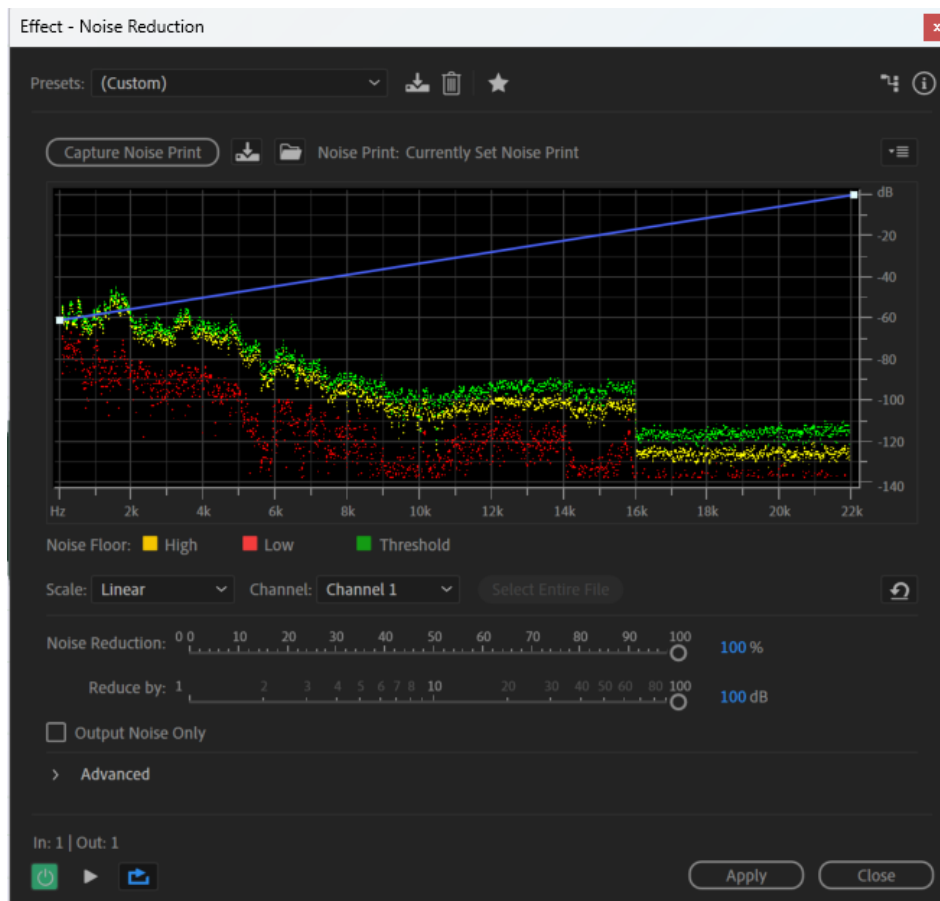 Effect - Noise Reduction
x
Presets: (Custom)
Capture Noise Print Noise Print: Currently Set Noise Print
dB
-20
-40
-60
-80
-100
-120
-140
Hz 2k 4k 6k 8k 10k 12k 14k 16k 18k 20k 22k
Noise Floor: High Low Threshold
Scale: Linear Channel: Channel 1 Select Entire File
Noise Reduction: 0 0 10 20 30 40 50 60 70 80 90 100 100 %
Reduce by: 1 2 3 4 5 6 7 8 10 20 30 40 50 60 80 100 100 dB
Output Noise Only
Advanced
In: 1 | Out: 1
Apply Close